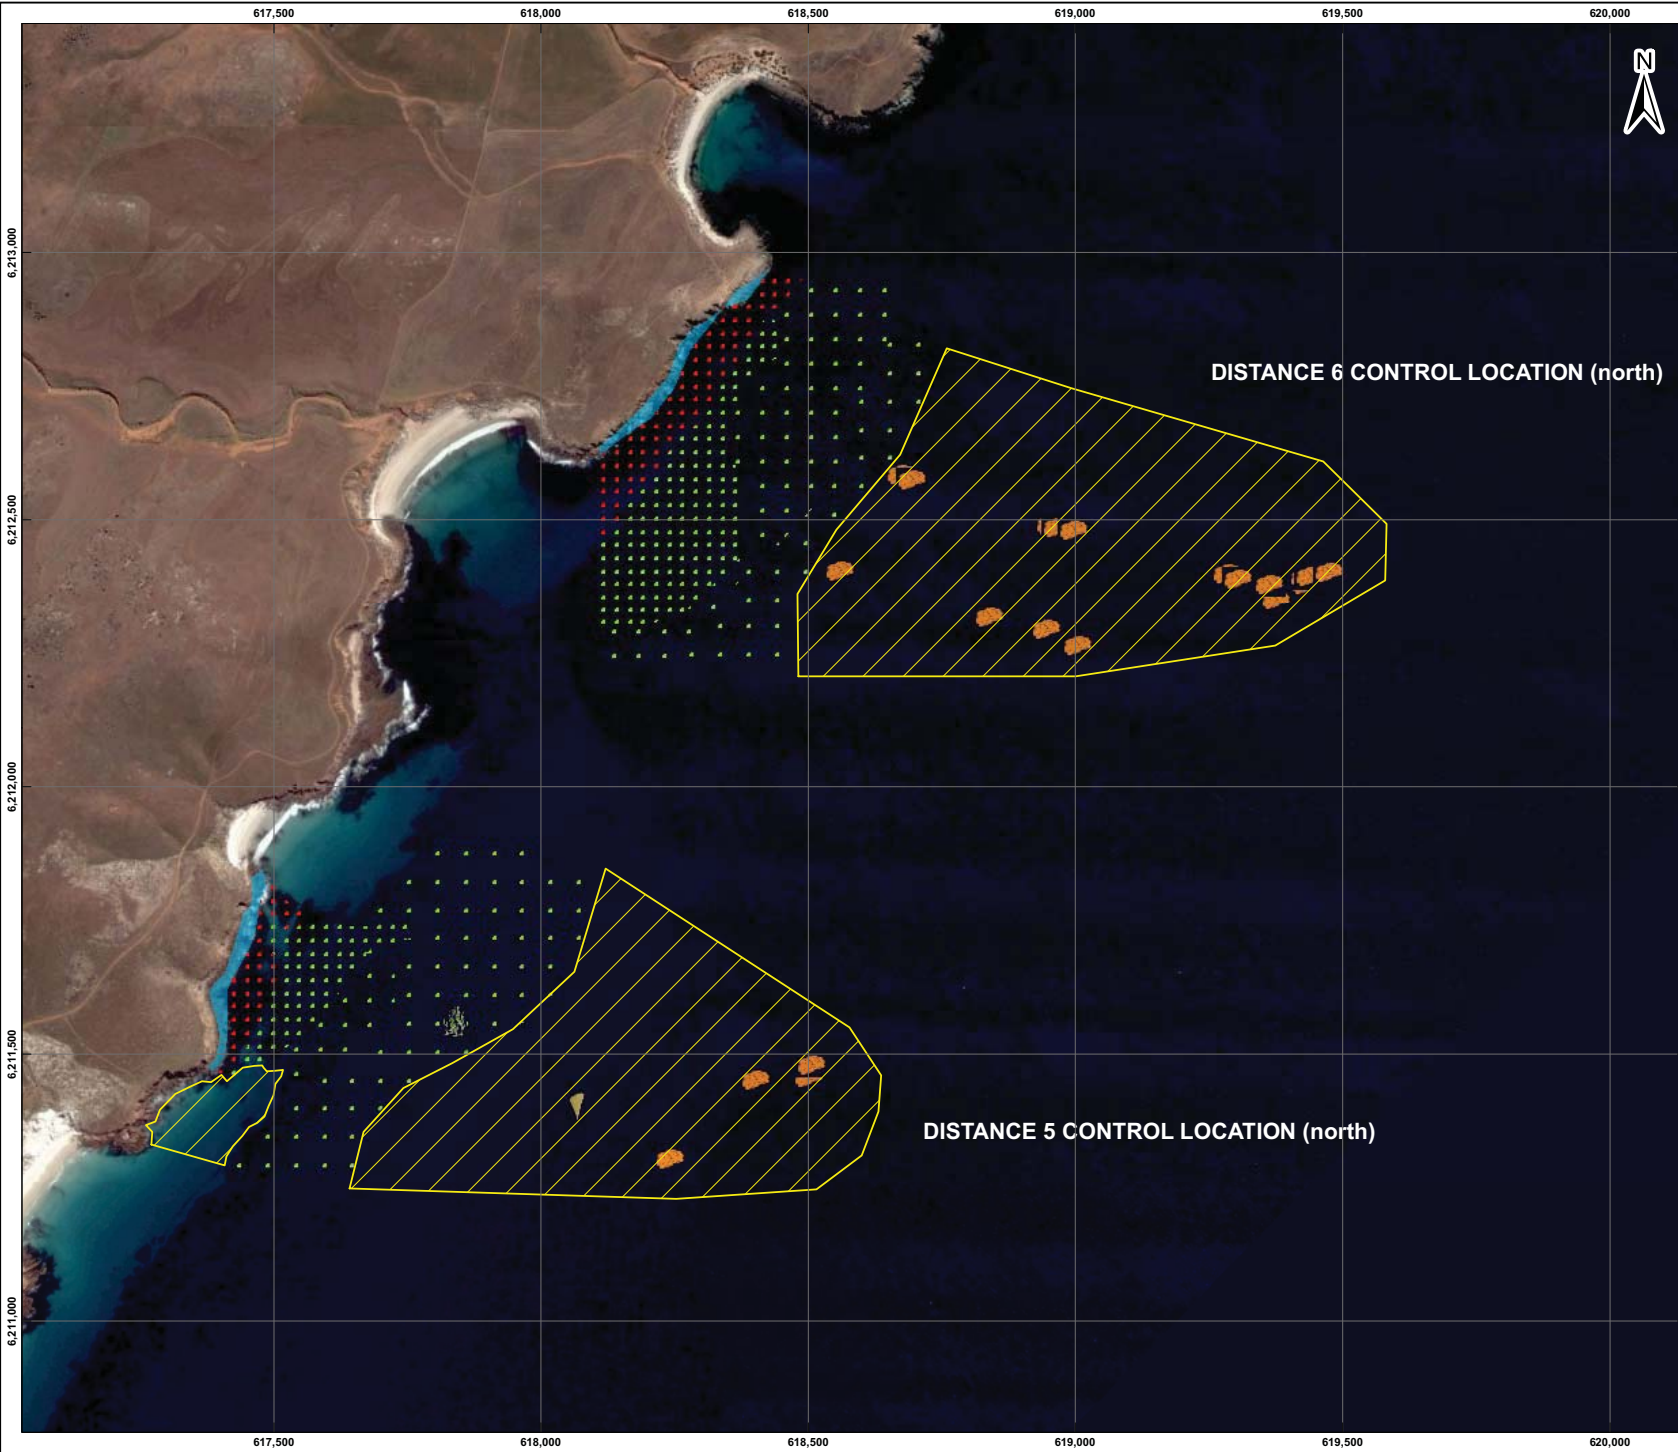 617,500 618,000 618,500 619,000 619,500 620,000
N
6,213,000
DISTANCE 6 CONTROL LOCATION (north)
6,212,500
6,212,000
6,211,500
DISTANCE 5 CONTROL LOCATION (north)
6,211,000
617,500 618,000 618,500 619,000 619,500 620,000